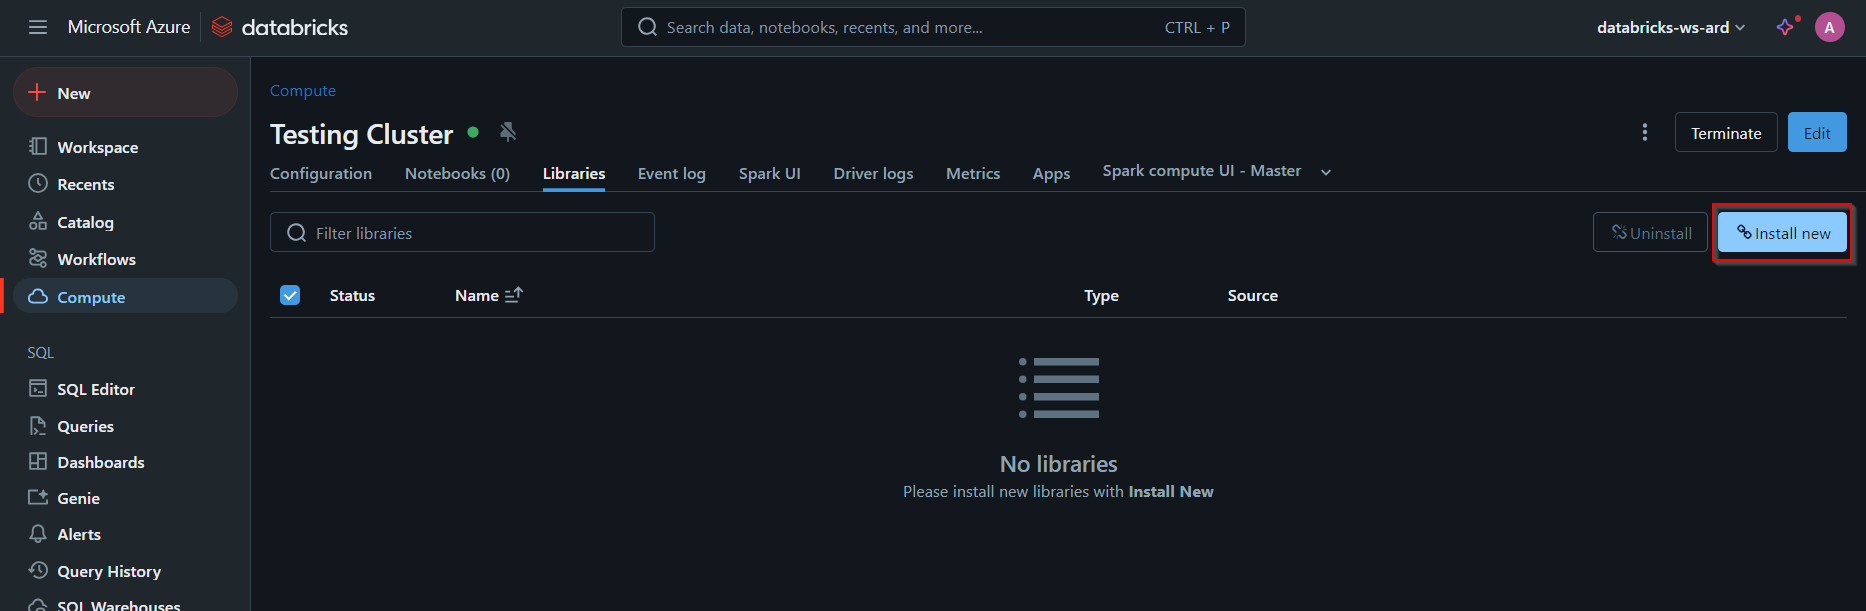 Microsoft Azure databricks
Search data, notebooks, recents, and more... CTRL + P
databricks-ws-ard
A
New
Workspace
Recents
Catalog
Workflows
Compute
SQL
SQL Editor
Queries
Dashboards
Genie
Alerts
Query History
SQL Warehouses
Compute
Testing Cluster
Terminate Edit
Configuration Notebooks (0) Libraries Event log Spark UI Driver logs Metrics Apps Spark compute UI - Master
Filter libraries
Uninstall Install new
Status Name Type Source
No libraries
Please install new libraries with Install New